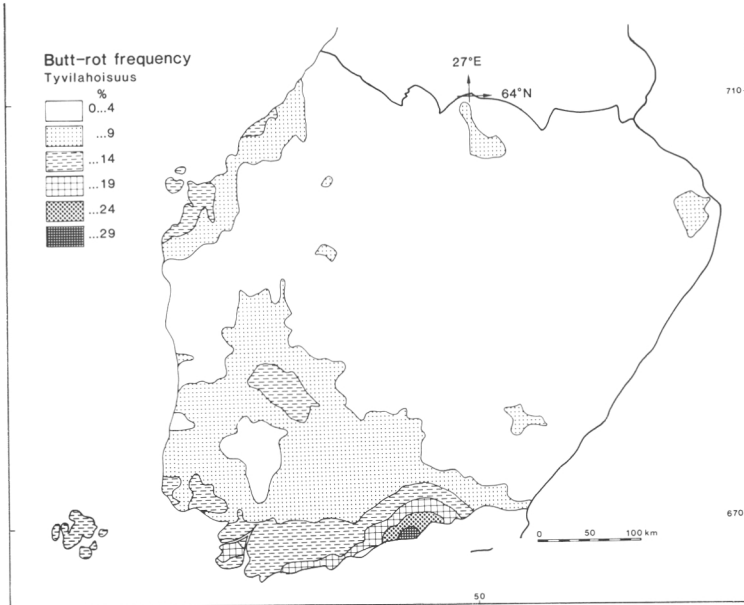 Butt-rot frequency
Tyvilahoisuus
%
0...4
...9
...14
...19
...24
...29
27°E
64°N
710
670
0 50 100 km
50